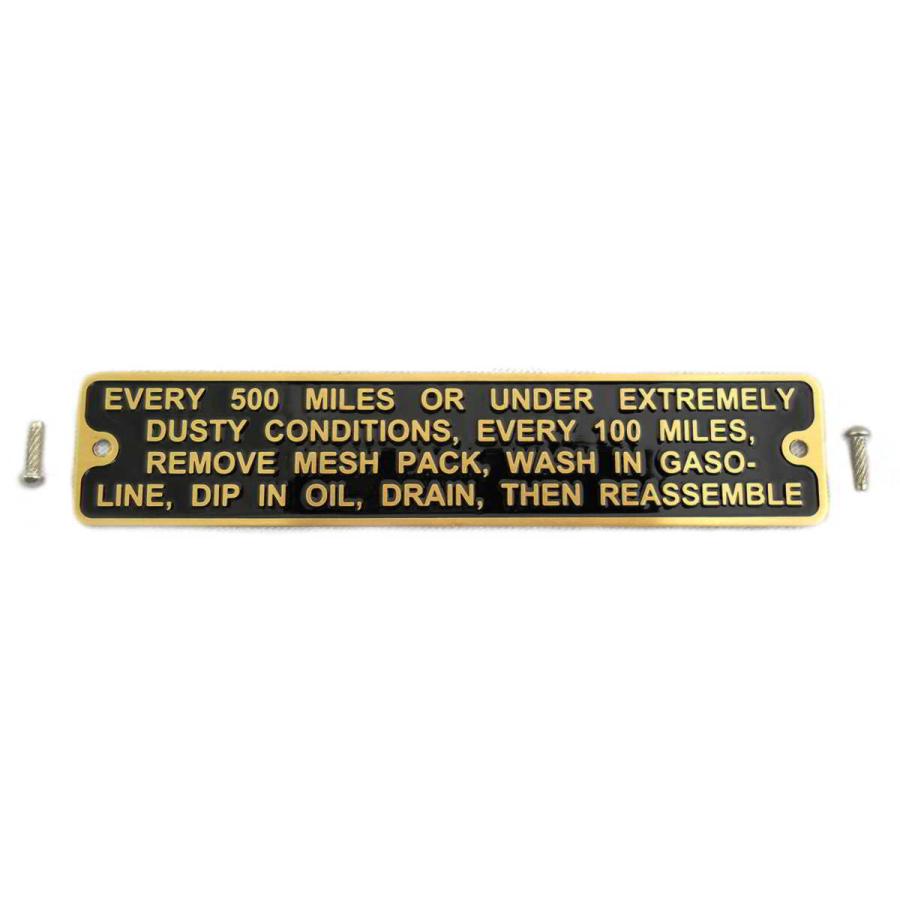 EVERY 500 MILES OR UNDER EXTREMELY
DUSTY CONDITIONS, EVERY 100 MILES,
REMOVE MESH PACK, WASH IN GASO-
LINE, DIP IN OIL, DRAIN, THEN REASSEMBLE